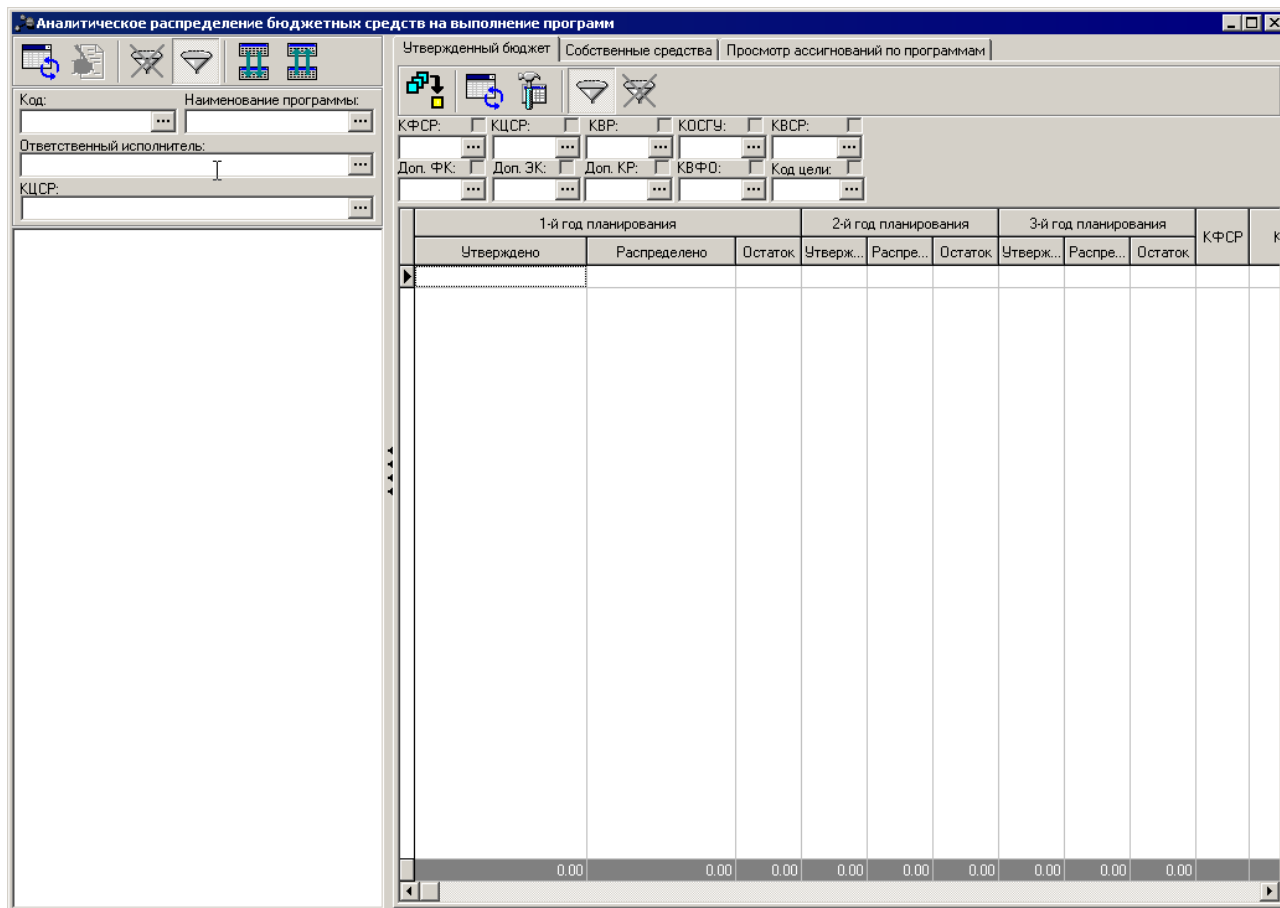 Аналитическое распределение бюджетных средств на выполнение программ
Код: Наименование программы:
Ответственный исполнитель:
КЦСР:
Утвержденный бюджет Собственные средства Просмотр ассигнований по программам
КФСР: КЦСР: КВР: КОСГУ: КВСР:
Доп. ФК: Доп. ЭК: Доп. КР: КВФО: Код цели:
1-й год планирования 2-й год планирования 3-й год планирования КФСР К
Утверждено Распределено Остаток Утверж... Распре... Остаток Утверж... Распре... Остаток
0.00 0.00 0.00 0.00 0.00 0.00 0.00 0.00 0.00